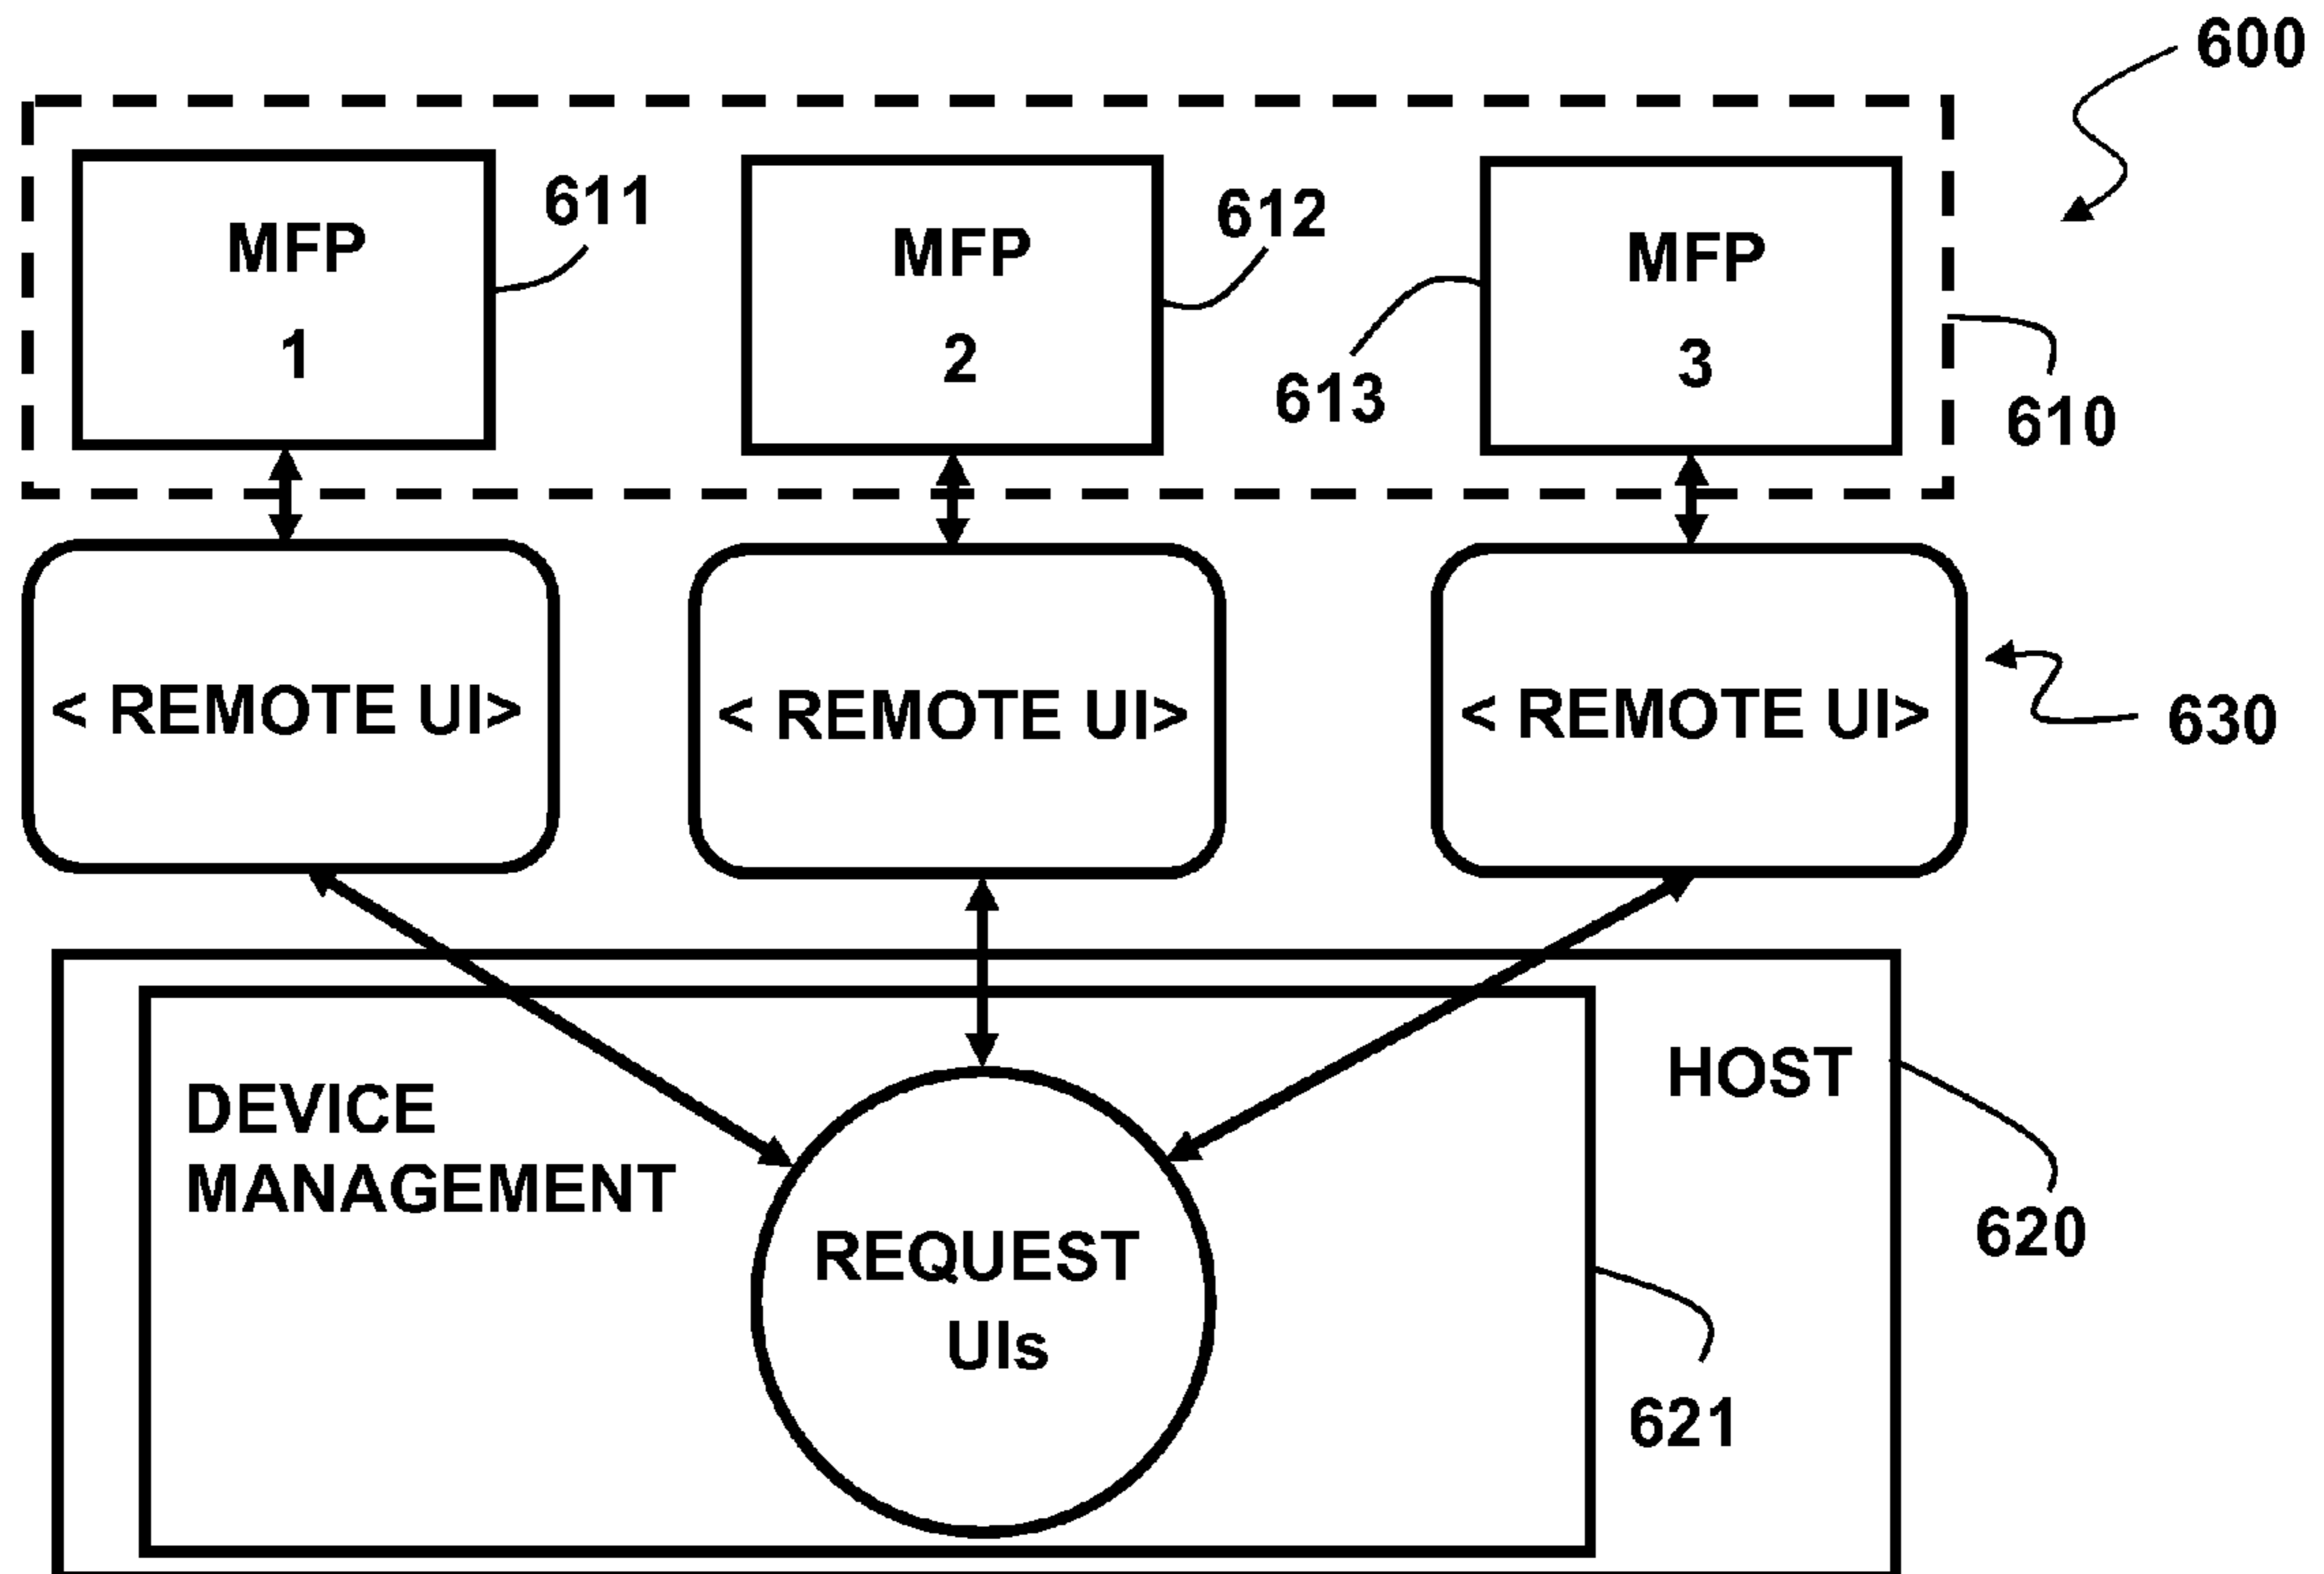 600
MFP
1
611
MFP
2
612
613
MFP
3
610
< REMOTE UI>
< REMOTE UI>
< REMOTE UI>
630
DEVICE
MANAGEMENT
REQUEST
UIs
HOST
620
621